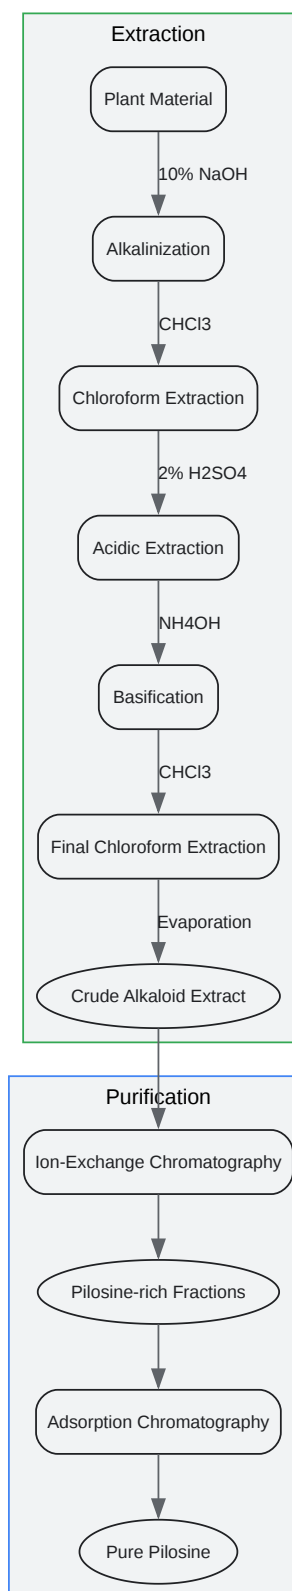 Extraction
Plant Material
10% NaOH
Alkalinization
CHCl3
Chloroform Extraction
2% H2SO4
Acidic Extraction
NH4OH
Basification
CHCl3
Final Chloroform Extraction
Evaporation
Crude Alkaloid Extract
Purification
Ion-Exchange Chromatography
Pilosine-rich Fractions
Adsorption Chromatography
Pure Pilosine